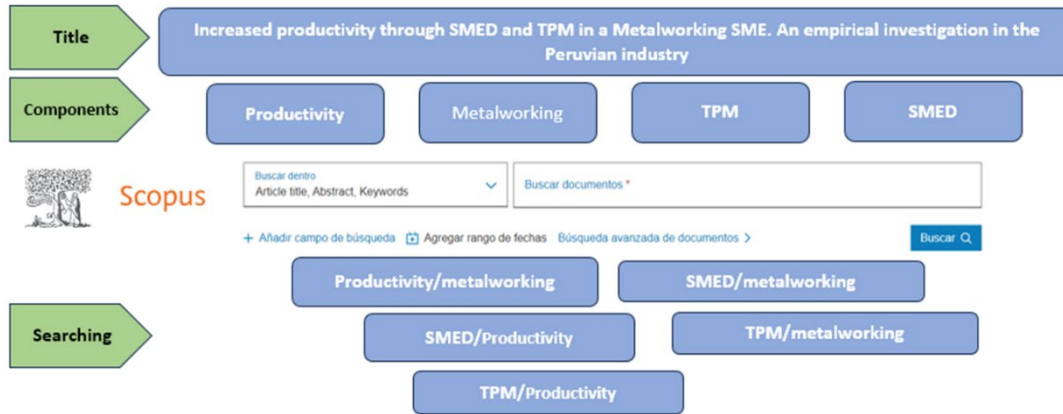 Title
Increased productivity through SMED and TPM in a Metalworking SME. An empirical investigation in the
Peruvian industry
Components
Productivity
Metalworking
TPM
SMED
Scopus
Buscar dentro
Article title, Abstract, Keywords
Buscar documentos *
+ Añadir campo de búsqueda
Agregar rango de fechas
Búsqueda avanzada de documentos >
Buscar
Productivity/metalworking
SMED/metalworking
Searching
SMED/Productivity
TPM/metalworking
TPM/Productivity